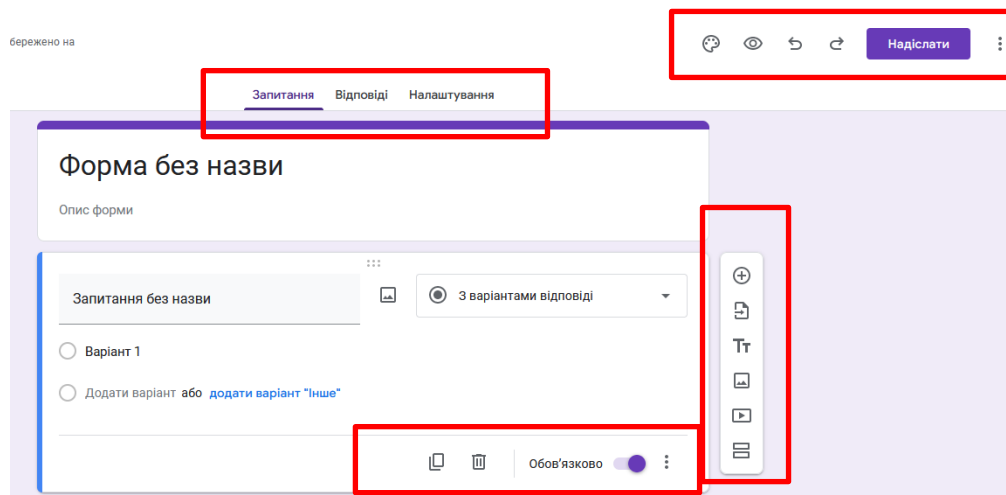 бережено на
Надіслати
Запитання Відповіді Налаштування
Форма без назви
Опис форми
Запитання без назви
З варіантами відповіді
Варіант 1
Додати варіант або додати варіант "Інше"
Обов'язково